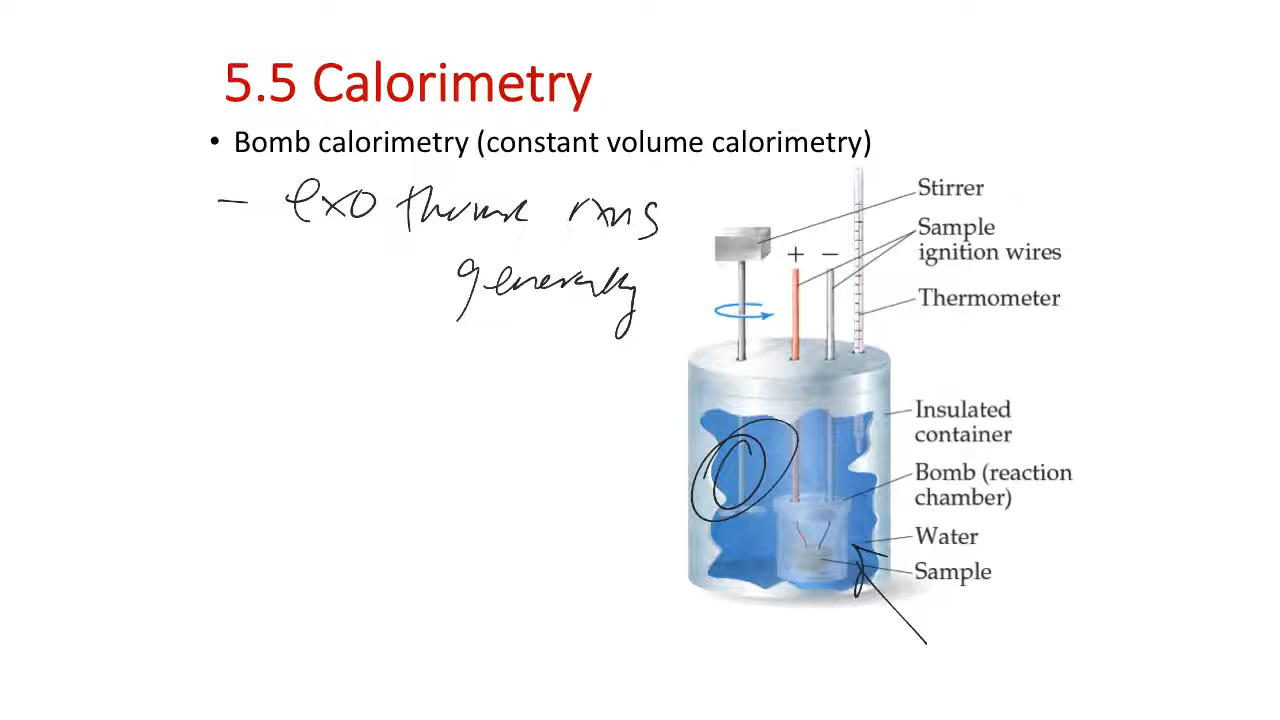 5.5 Calorimetry
• Bomb calorimetry (constant volume calorimetry)
– exothermic rxns
generally
Stirrer
Sample
ignition wires
+ −
Thermometer
Insulated
container
Bomb (reaction
chamber)
Water
Sample